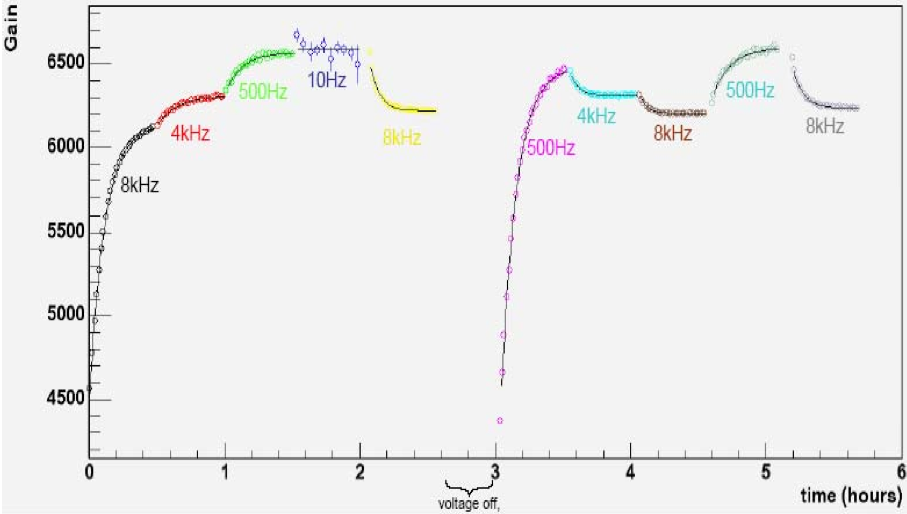 Gain
6500
6000
5500
5000
4500
8kHz
4kHz
500Hz
10Hz
8kHz
500Hz
4kHz
8kHz
500Hz
8kHz
0 1 2 3 4 5 6
time (hours)
voltage off,